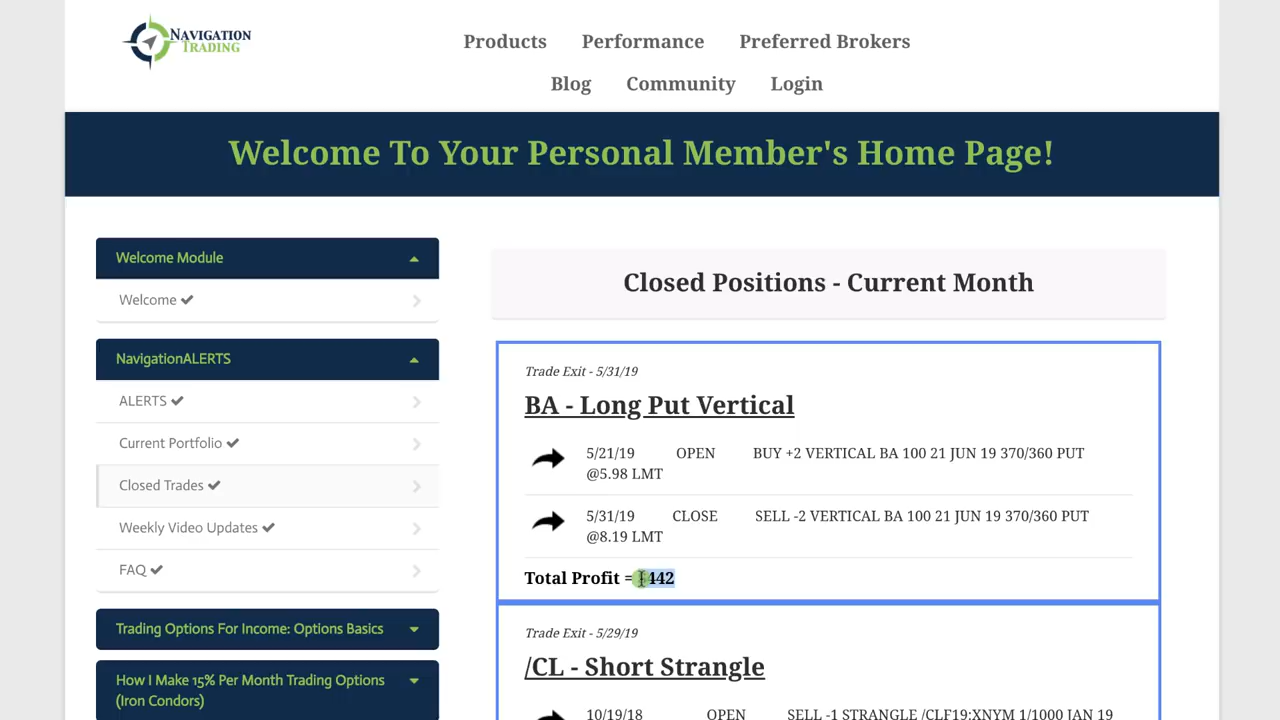 NAVIGATION
TRADING
Products Performance Preferred Brokers
Blog Community Login
Welcome To Your Personal Member's Home Page!
Welcome Module
Welcome
NavigationALERTS
ALERTS
Current Portfolio
Closed Trades
Weekly Video Updates
FAQ
Trading Options For Income: Options Basics
How I Make 15% Per Month Trading Options
(Iron Condors)
Closed Positions - Current Month
Trade Exit - 5/31/19
BA - Long Put Vertical
5/21/19 OPEN BUY +2 VERTICAL BA 100 21 JUN 19 370/360 PUT
@5.98 LMT
5/31/19 CLOSE SELL -2 VERTICAL BA 100 21 JUN 19 370/360 PUT
@8.19 LMT
Total Profit = 442
Trade Exit - 5/29/19
/CL - Short Strangle
10/19/18 OPEN SELL -1 STRANGLE /CLF19:XNYM 1/1000 JAN 19